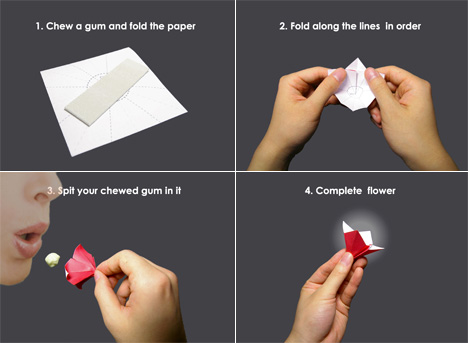 1. Chew a gum and fold the paper
2. Fold along the lines in order
3. Spit your chewed gum in it
4. Complete flower